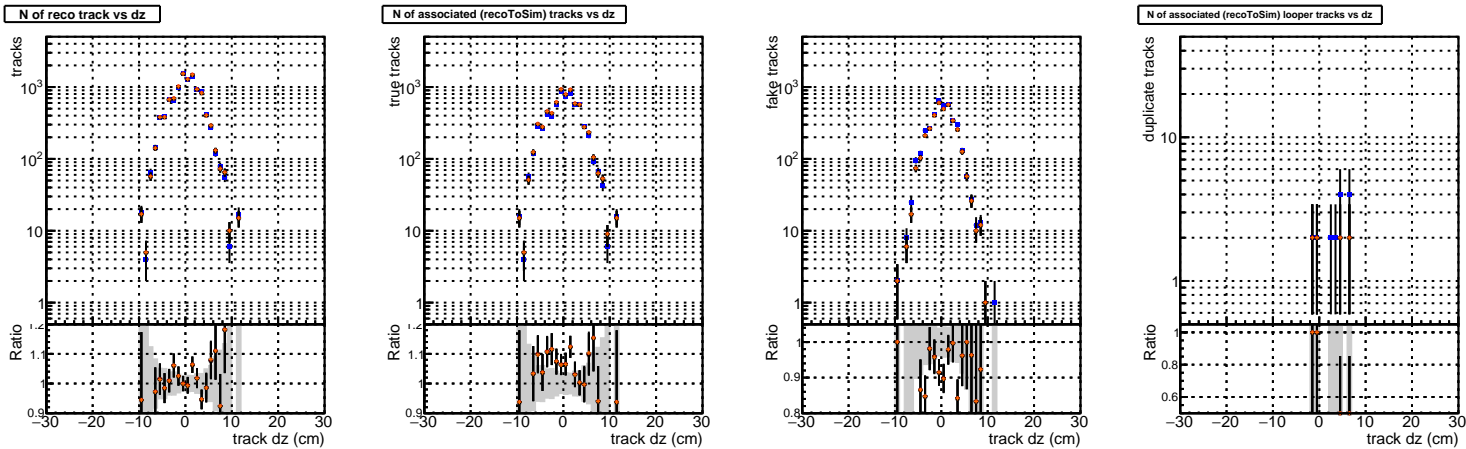 N of reco track vs dz
N of associated (recoToSim) tracks vs dz
N of associated (recoToSim) looper tracks vs dz
tracks
10³
10²
10
1
Ratio
1.2
1.1
1
0.9
−30 −20 −10 0 10 20 30
track dz (cm)
true tracks
10³
10²
10
1
Ratio
1.2
1.1
1
0.9
−30 −20 −10 0 10 20 30
track dz (cm)
fake tracks
10³
10²
10
1
Ratio
1
0.9
0.8
−30 −20 −10 0 10 20 30
track dz (cm)
duplicate tracks
10
1
Ratio
1
0.8
0.6
−30 −20 −10 0 10 20 30
track dz (cm)